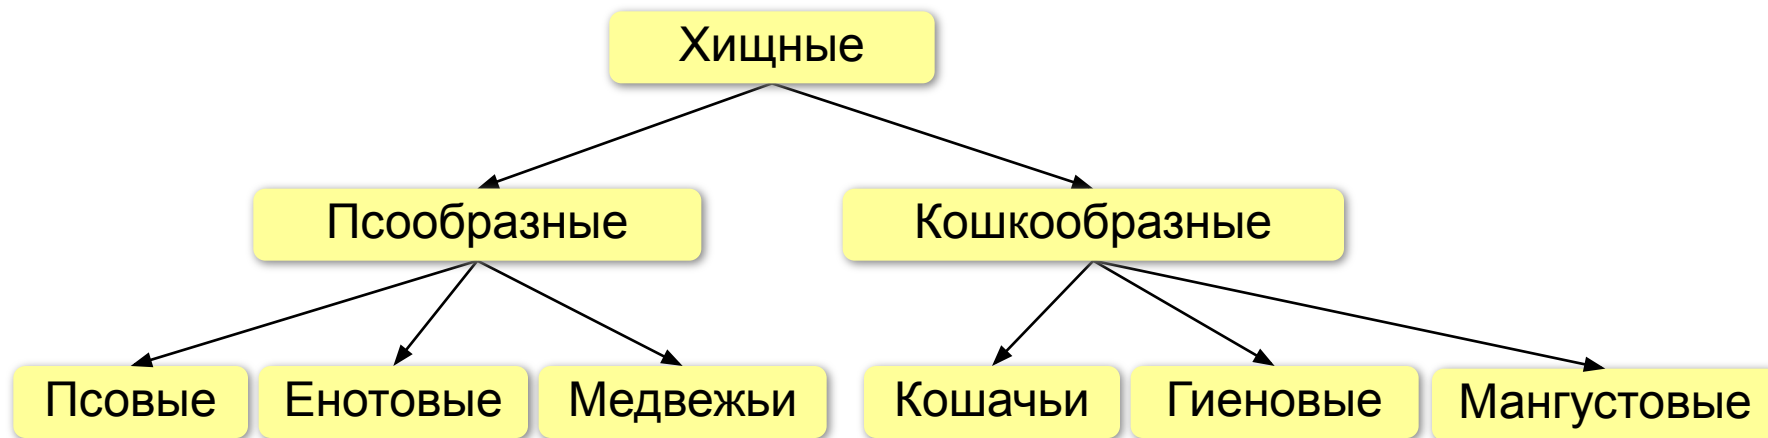 Хищные
Псообразные
Кошкообразные
Псовые
Енотовые
Медвежьи
Кошачьи
Гиеновые
Мангустовые